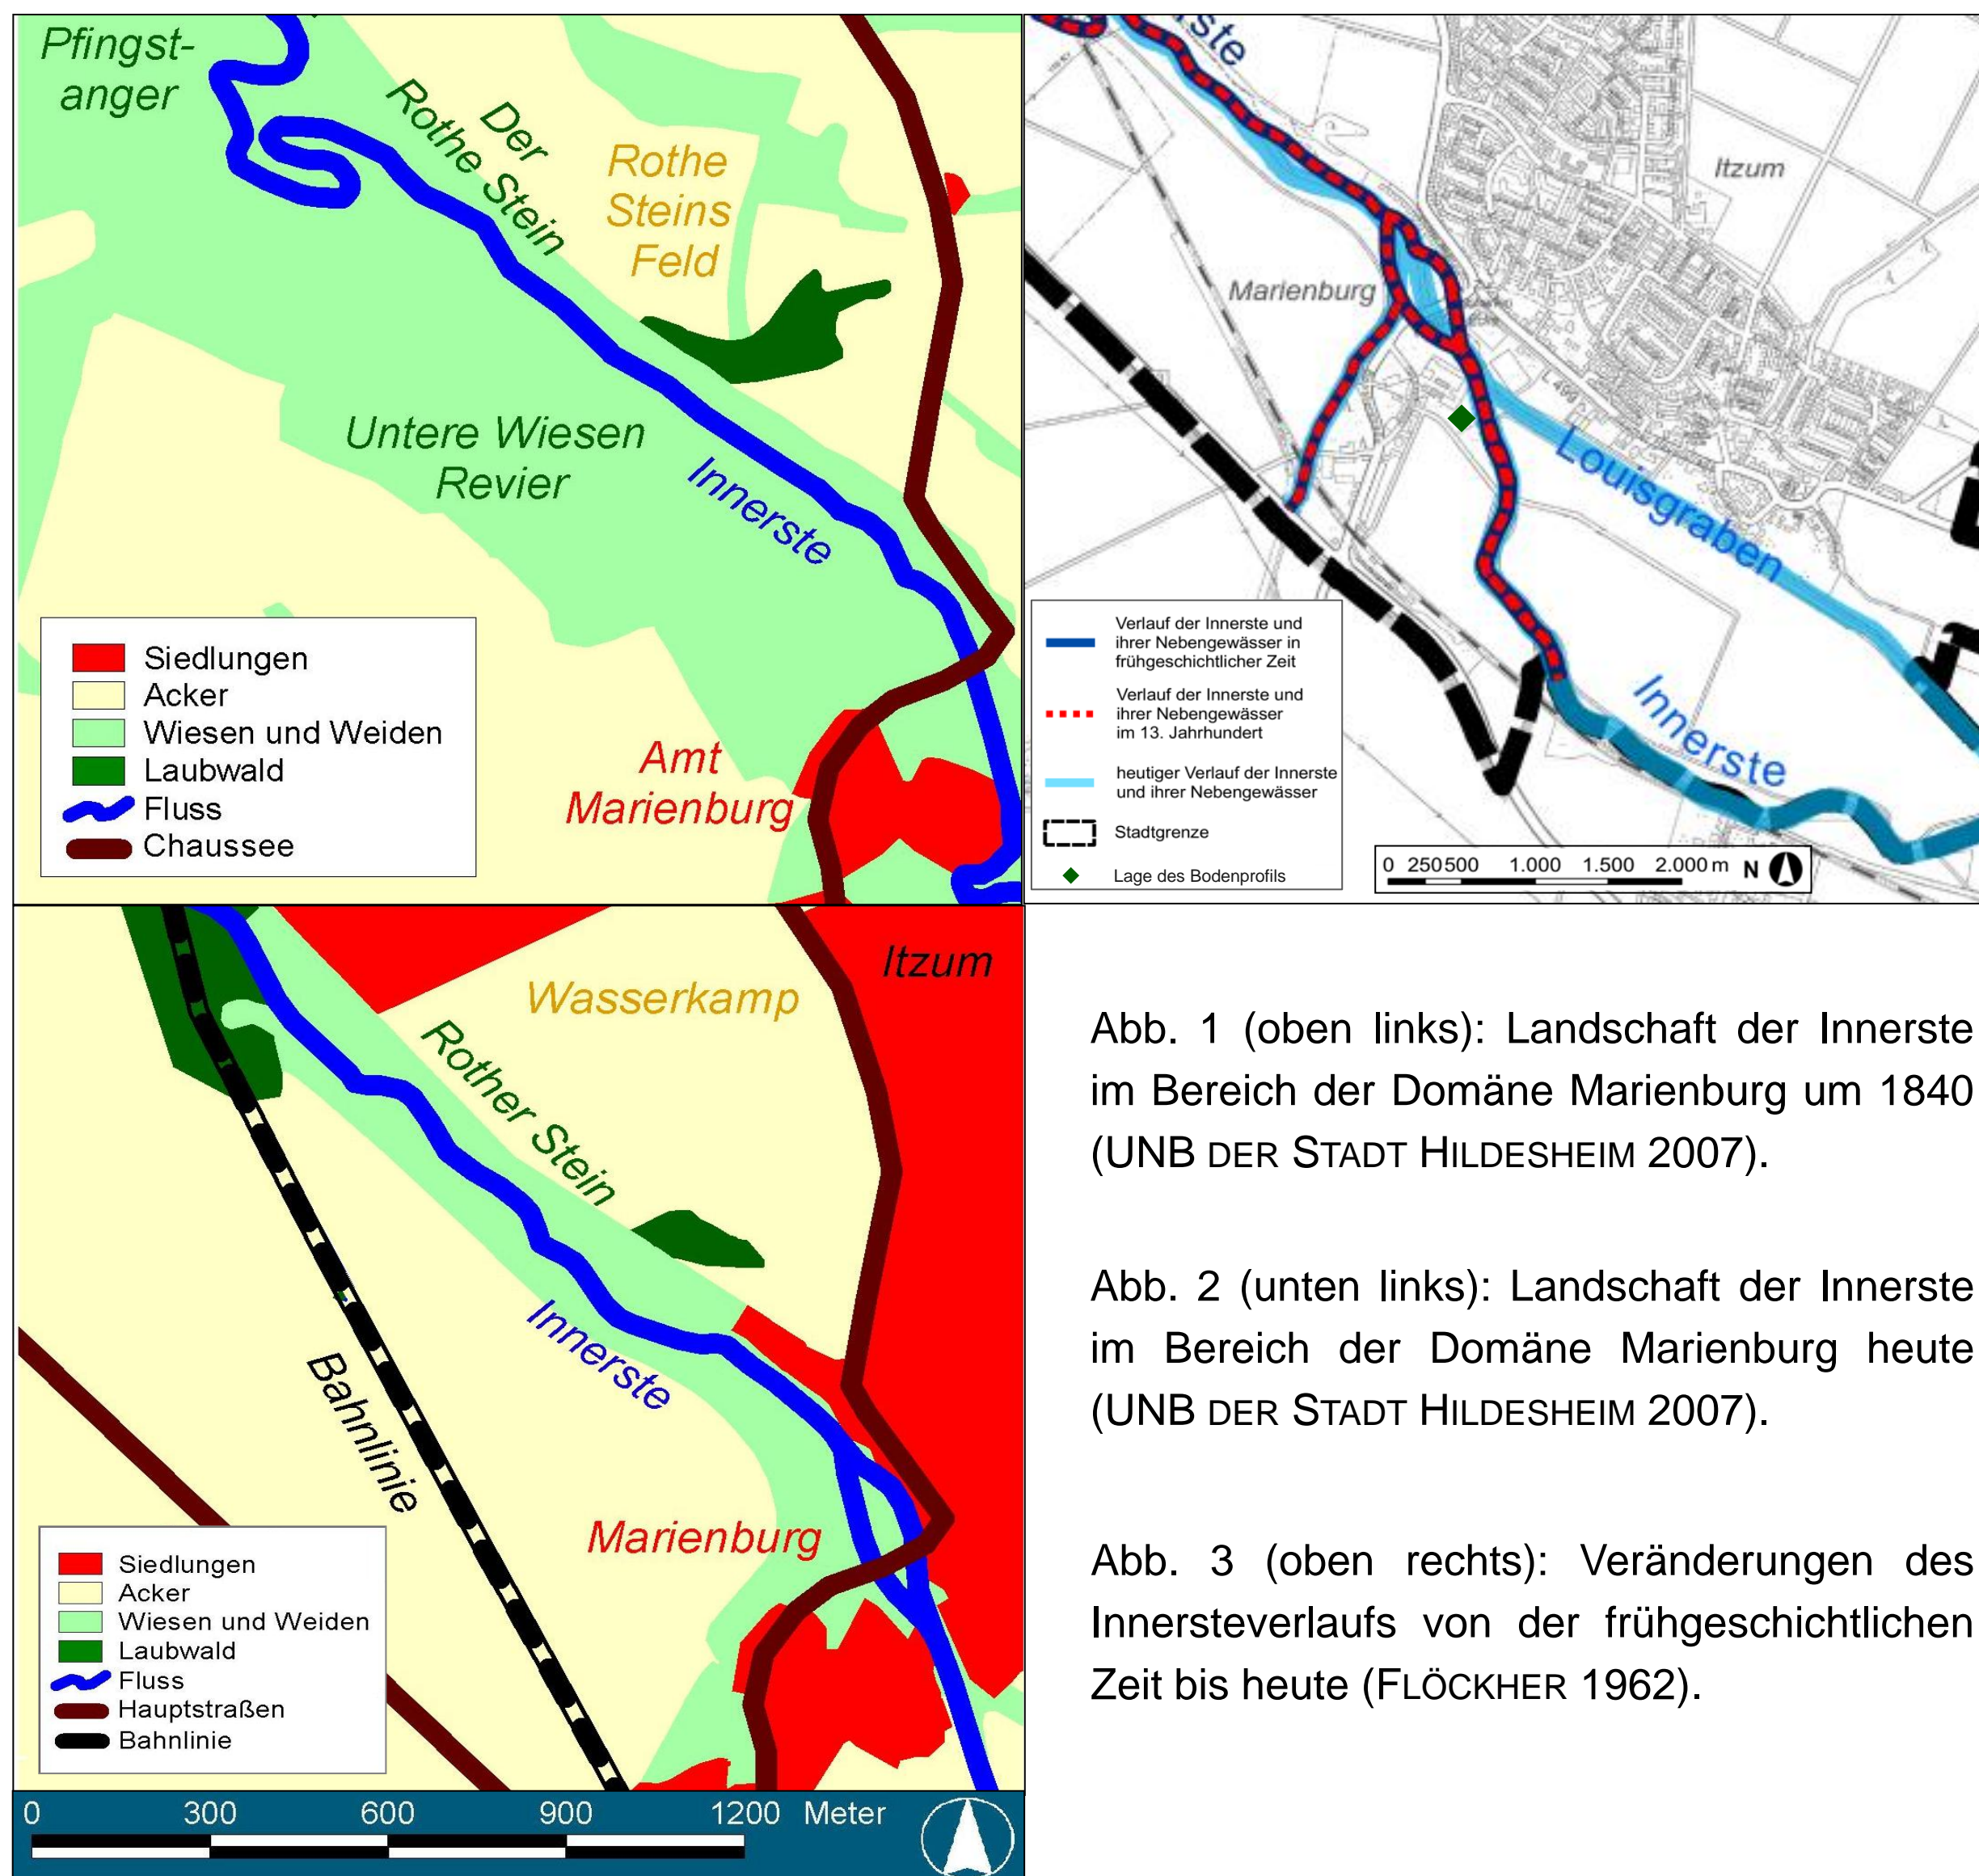 Pfingst-
anger
Der
Rothe Stein
Rothe
Steins
Feld
Untere Wiesen
Revier
Innerste
Amt
Marienburg
Siedlungen
Acker
Wiesen und Weiden
Laubwald
Fluss
Chaussee
rste
Itzum
Marienburg
L 499
Louisgraben
Innerste
Verlauf der Innerste und
ihrer Nebengewässer in
frühgeschichtlicher Zeit
Verlauf der Innerste und
ihrer Nebengewässer
im 13. Jahrhundert
heutiger Verlauf der Innerste
und ihrer Nebengewässer
Stadtgrenze
Lage des Bodenprofils
0 250 500 1.000 1.500 2.000 m N
Itzum
Wasserkamp
Rother Stein
Innerste
Bahnlinie
Marienburg
Siedlungen
Acker
Wiesen und Weiden
Laubwald
Fluss
Hauptstraßen
Bahnlinie
0 300 600 900 1200 Meter
Abb. 1 (oben links): Landschaft der Innerste
im Bereich der Domäne Marienburg um 1840
(UNB DER STADT HILDESHEIM 2007).
Abb. 2 (unten links): Landschaft der Innerste
im Bereich der Domäne Marienburg heute
(UNB DER STADT HILDESHEIM 2007).
Abb. 3 (oben rechts): Veränderungen des
Innersteverlaufs von der frühgeschichtlichen
Zeit bis heute (FLÖCKHER 1962).